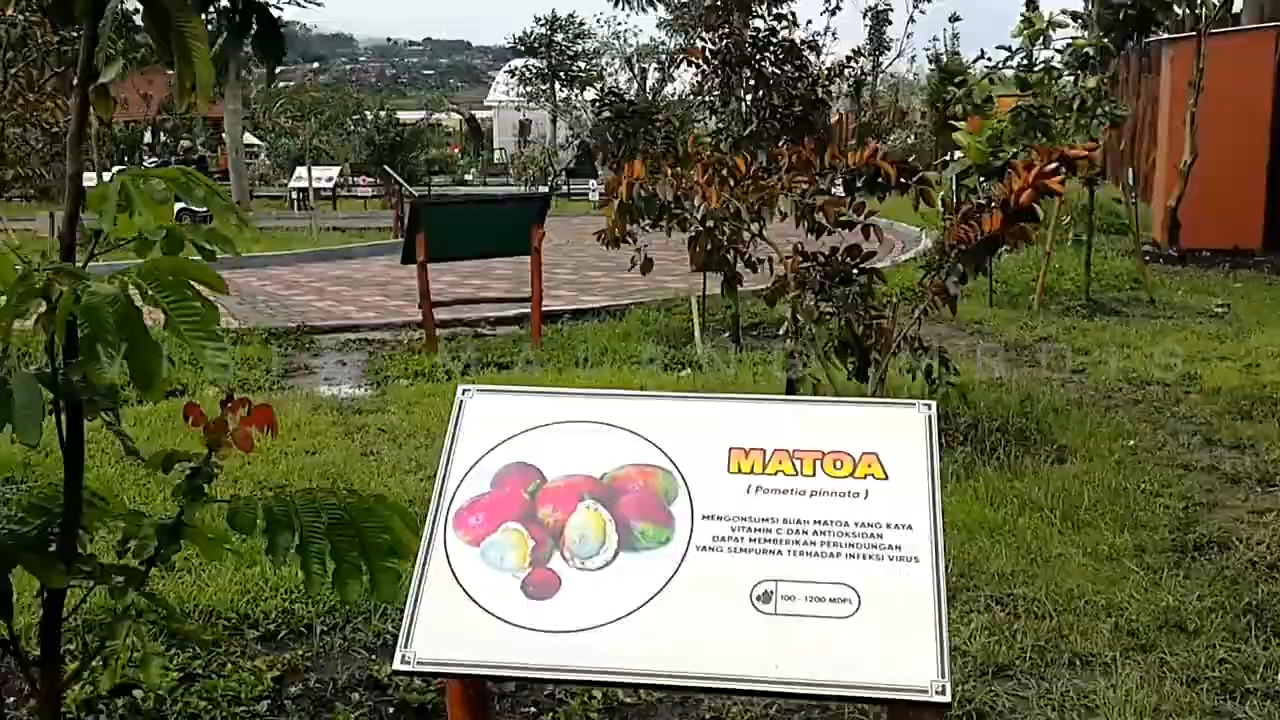 MATOA
( Pometia pinnata )
MENGONSUMSI BUAH MATOA YANG KAYA
VITAMIN C DAN ANTIOKSIDAN
DAPAT MEMBERIKAN PERLINDUNGAN
YANG SEMPURNA TERHADAP INFEKSI VIRUS
100 - 1200 MDPL